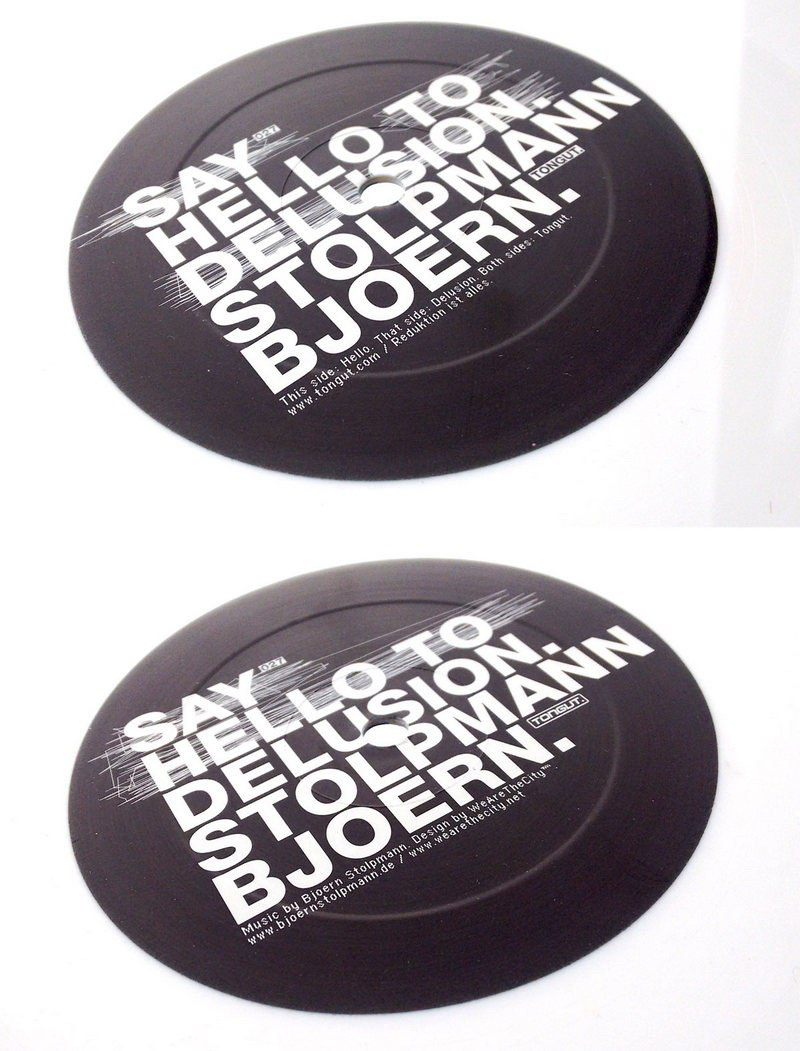 SAY 027
HELLO TO
DELUSION.
STOLPMANN
BJOERN. TONGUT.
This side: Hello. That side: Delusion. Both sides: Tongut.
www.tongut.com / Reduktion ist alles.
SAY 027
HELLO TO
DELUSION.
STOLPMANN
BJOERN. TONGUT.
Music by Bjoern Stolpmann. Design by WeAreTheCity™
www.bjoernstolpmann.de / www.wearethecity.net